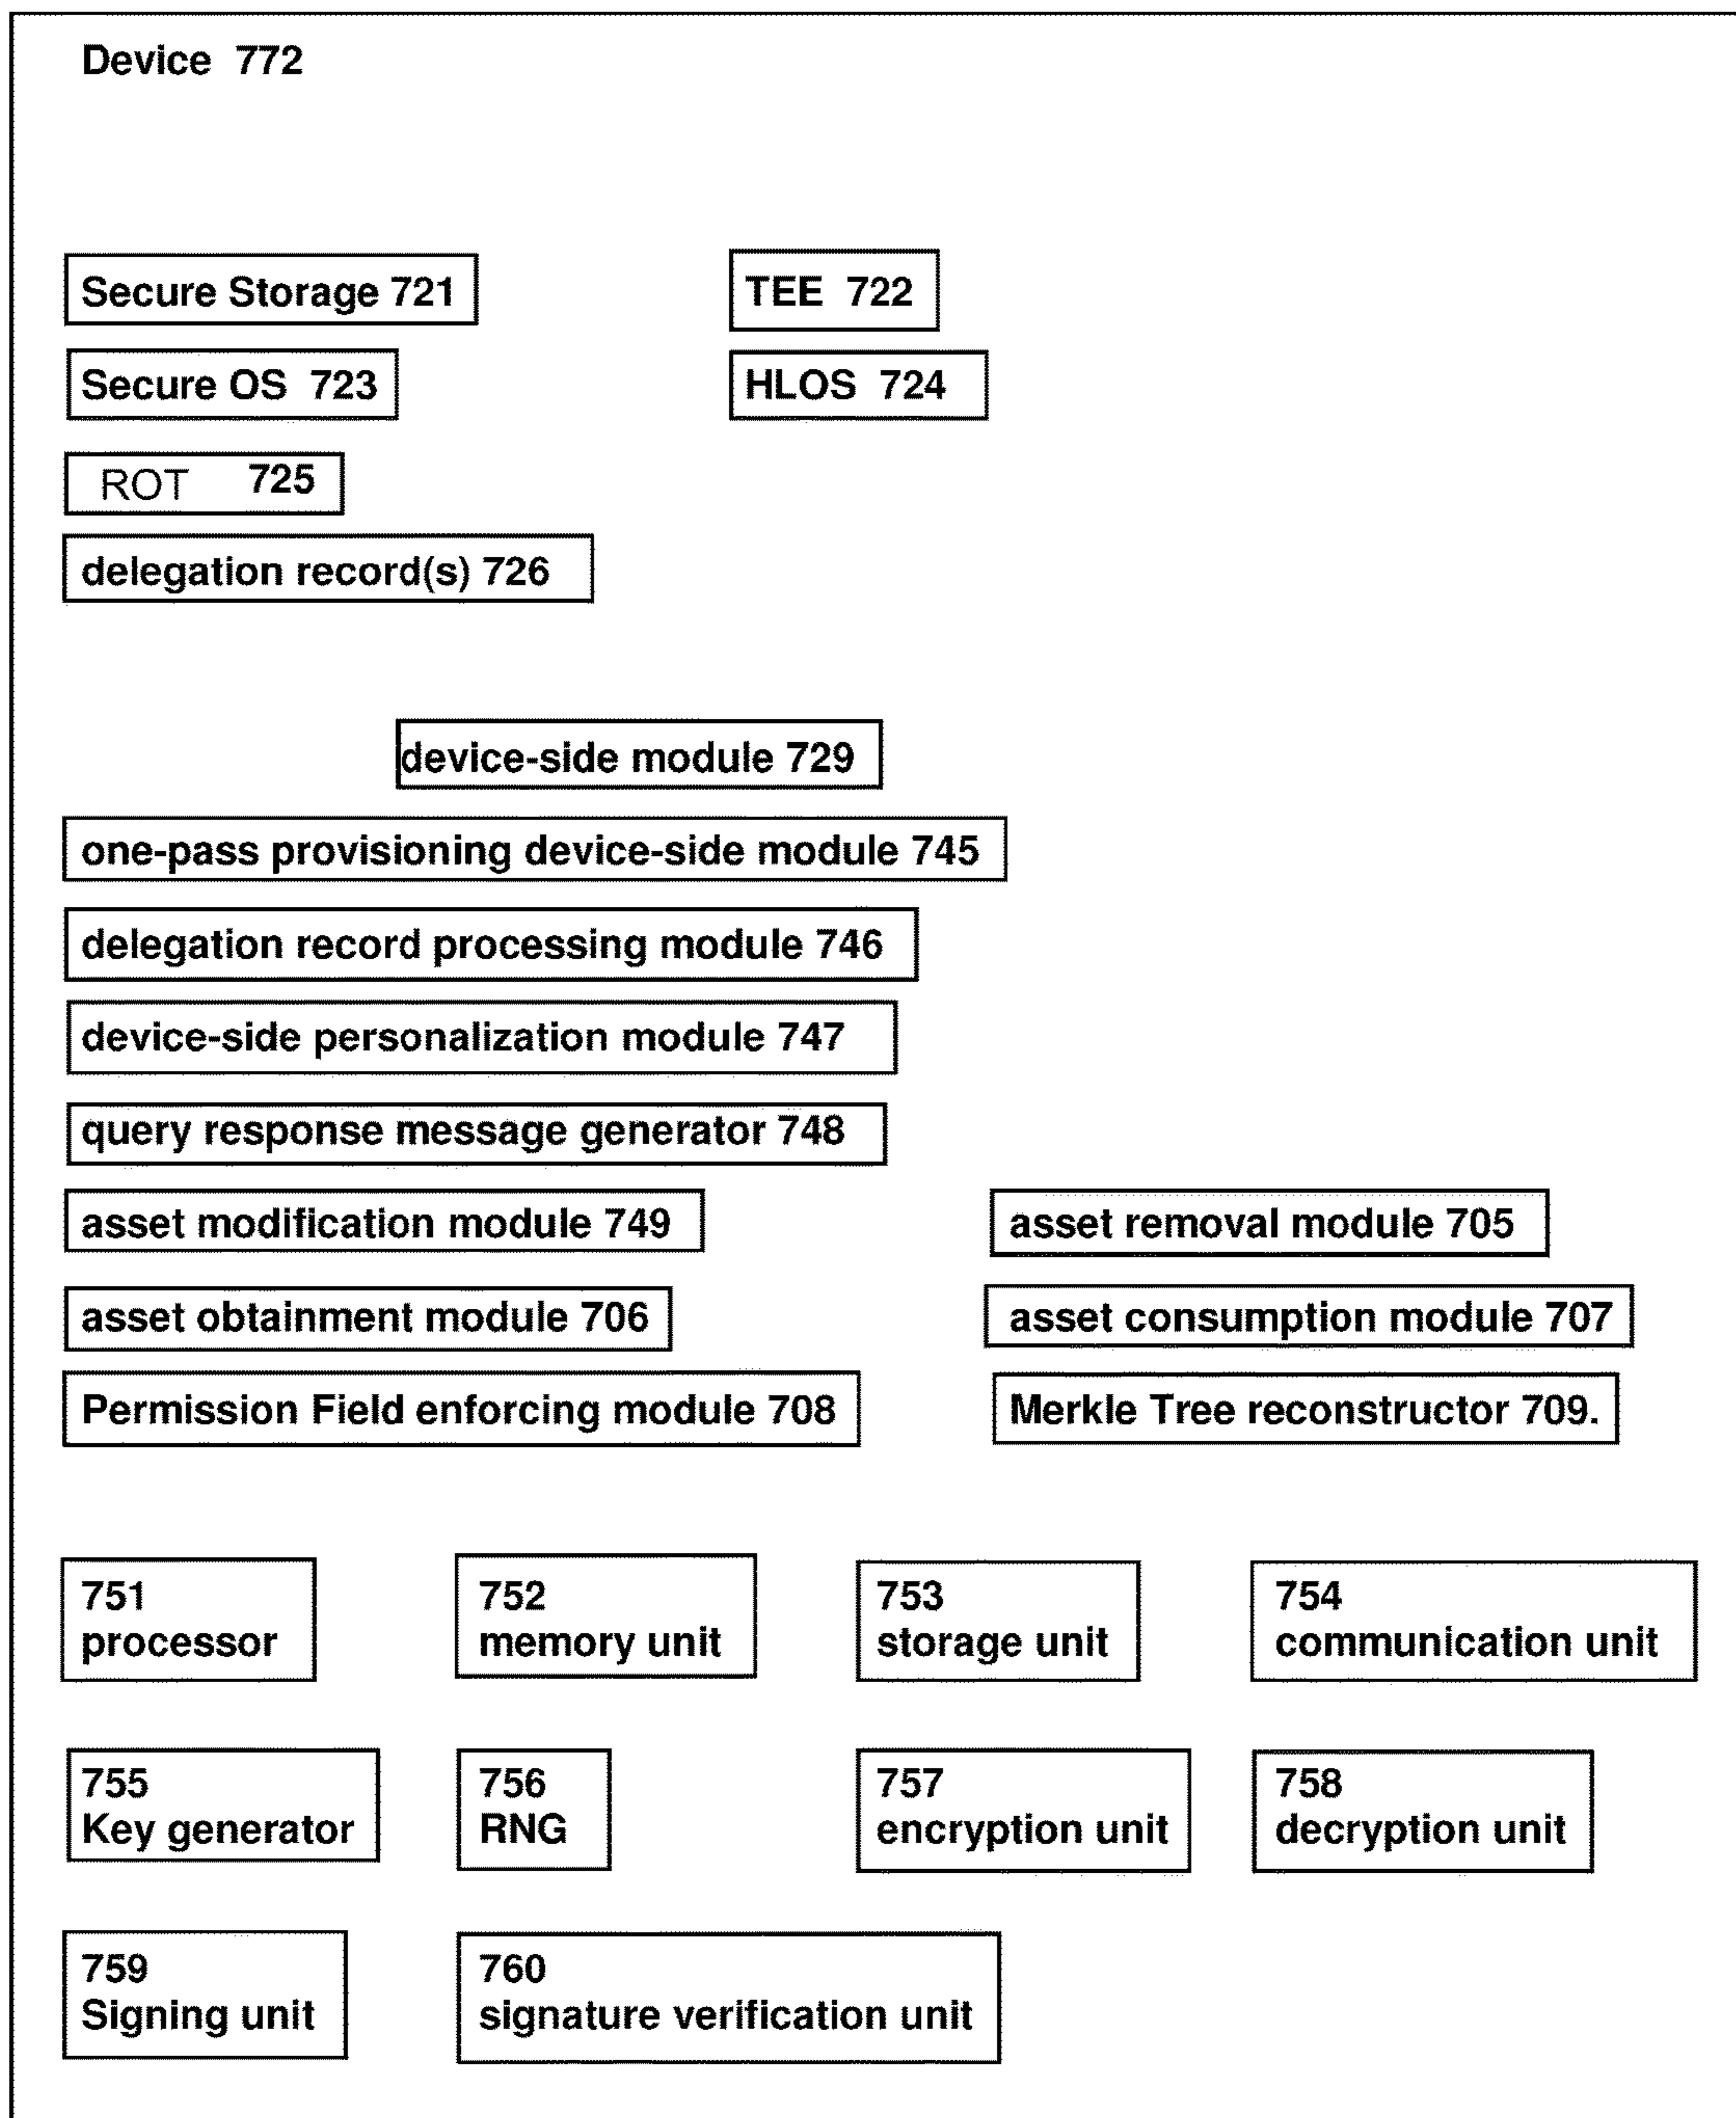 Device 772
Secure Storage 721
TEE 722
Secure OS 723
HLOS 724
ROT 725
delegation record(s) 726
device-side module 729
one-pass provisioning device-side module 745
delegation record processing module 746
device-side personalization module 747
query response message generator 748
asset modification module 749
asset removal module 705
asset obtainment module 706
asset consumption module 707
Permission Field enforcing module 708
Merkle Tree reconstructor 709.
751
processor
752
memory unit
753
storage unit
754
communication unit
755
Key generator
756
RNG
757
encryption unit
758
decryption unit
759
Signing unit
760
signature verification unit